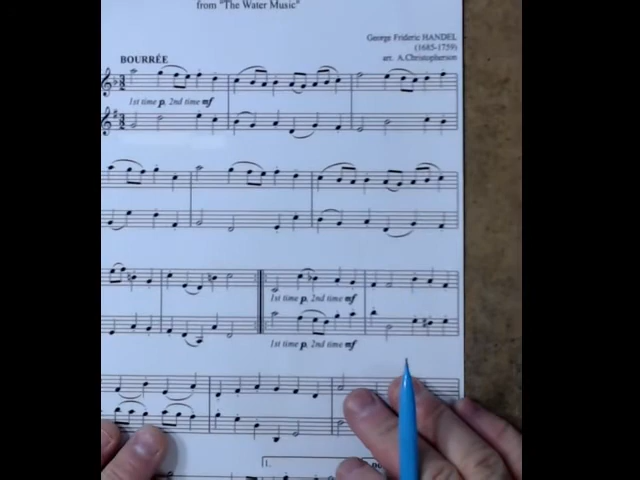 from "The Water Music"
George Frideric HANDEL
(1685-1759)
arr. A.Christopherson
BOURRÉE
1st time p, 2nd time mf
1st time p, 2nd time mf
1st time p, 2nd time mf
1.